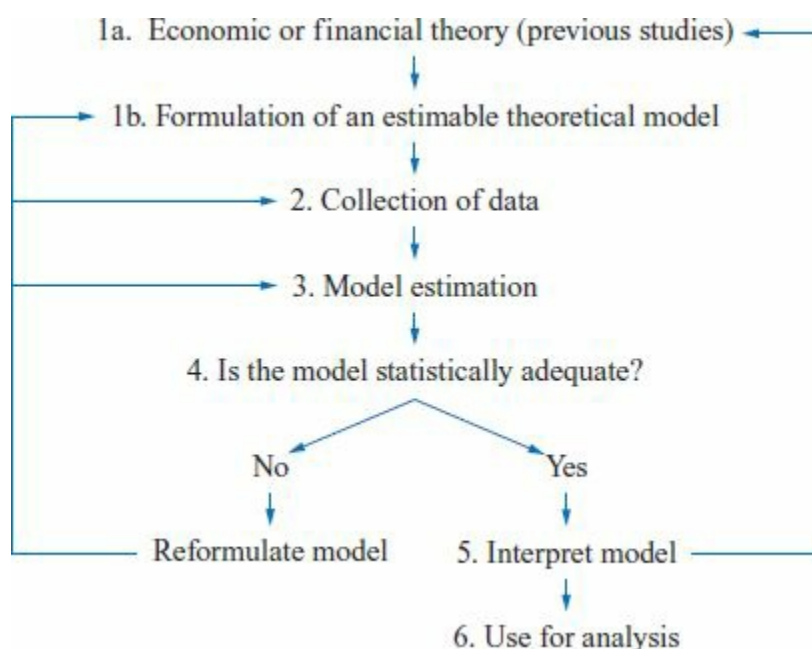 1a. Economic or financial theory (previous studies)
1b. Formulation of an estimable theoretical model
2. Collection of data
3. Model estimation
4. Is the model statistically adequate?
No
Yes
Reformulate model
5. Interpret model
6. Use for analysis